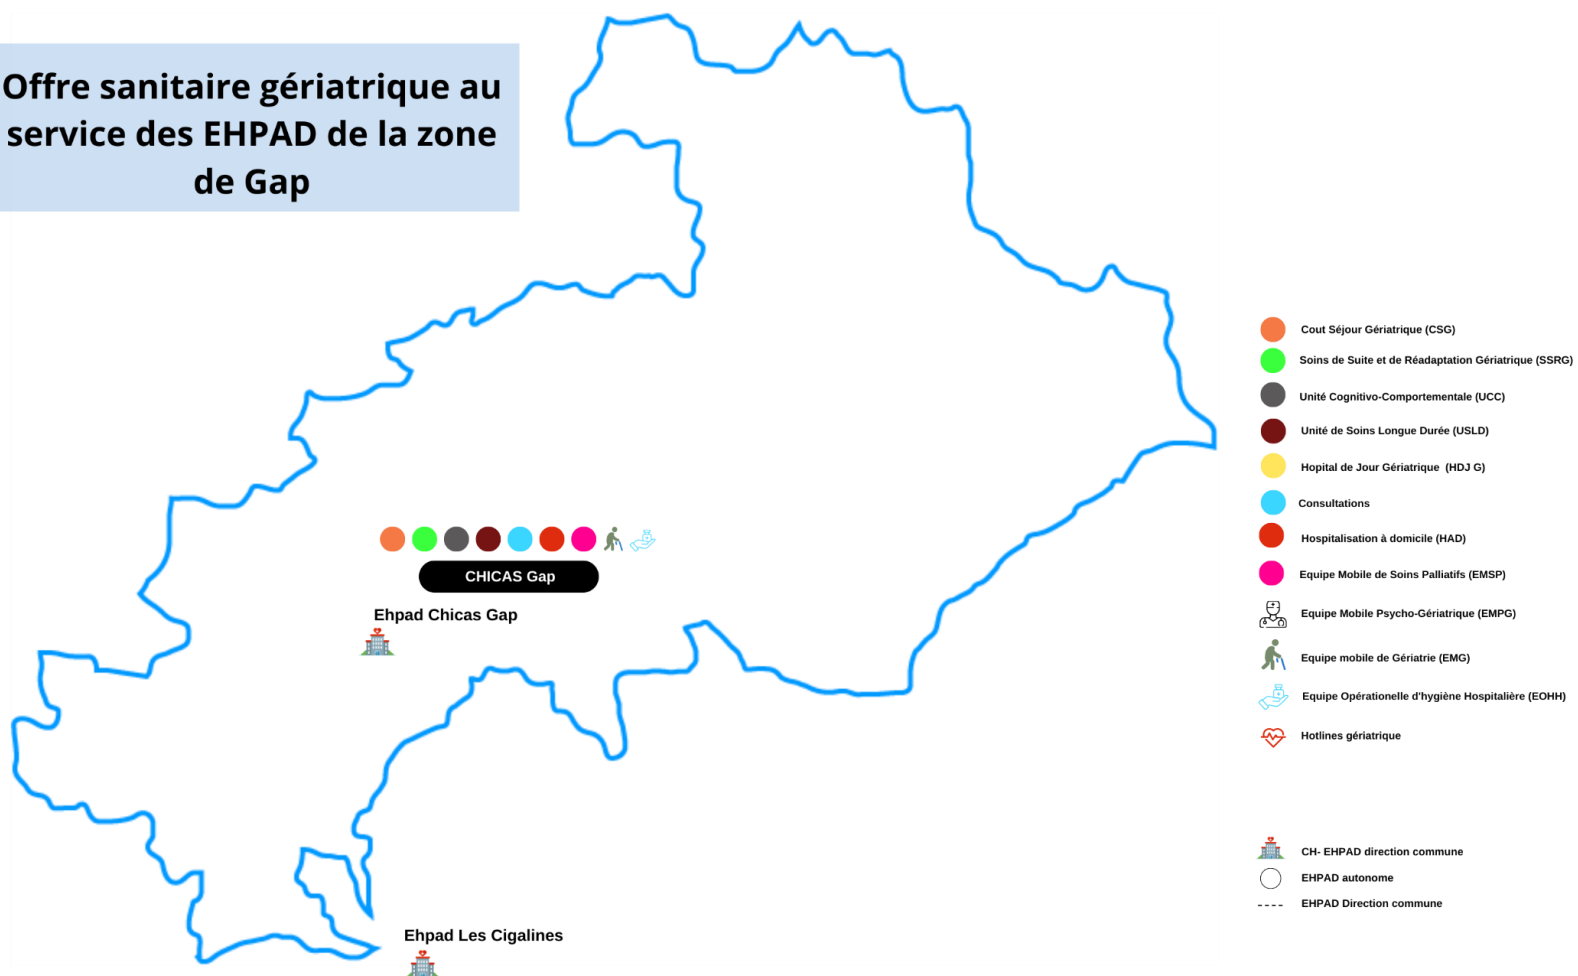 Offre sanitaire gériatrique au
service des EHPAD de la zone
de Gap
Cout Séjour Gériatrique (CSG)
Soins de Suite et de Réadaptation Gériatrique (SSRG)
Unité Cognitivo-Comportementale (UCC)
Unité de Soins Longue Durée (USLD)
Hopital de Jour Gériatrique (HDJ G)
Consultations
Hospitalisation à domicile (HAD)
Equipe Mobile de Soins Palliatifs (EMSP)
Equipe Mobile Psycho-Gériatrique (EMPG)
Equipe mobile de Gériatrie (EMG)
Equipe Opérationelle d'hygiène Hospitalière (EOHH)
Hotlines gériatrique
CHICAS Gap
Ehpad Chicas Gap
CH- EHPAD direction commune
EHPAD autonome
EHPAD Direction commune
Ehpad Les Cigalines